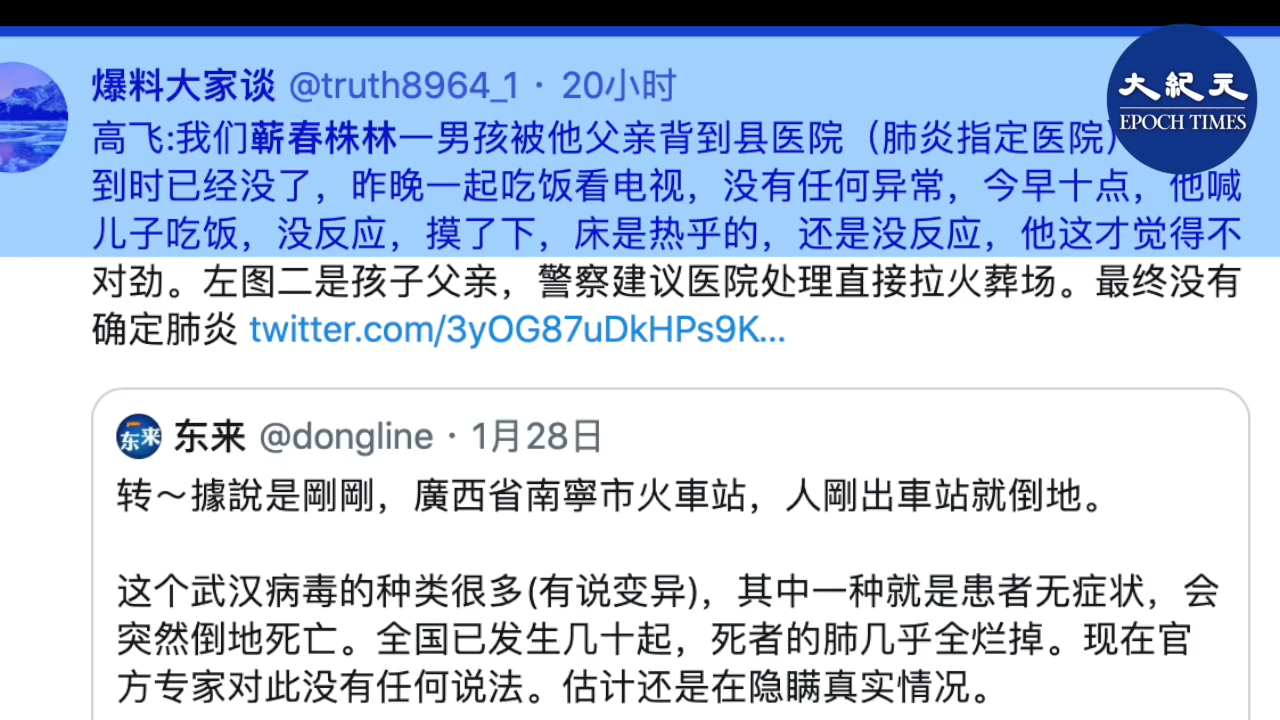 大紀元
EPOCH TIMES
爆料大家谈 @truth8964_1 · 20小时
高飞:我们蕲春株林一男孩被他父亲背到县医院（肺炎指定医院）
到时已经没了，昨晚一起吃饭看电视，没有任何异常，今早十点，他喊
儿子吃饭，没反应，摸了下，床是热乎的，还是没反应，他这才觉得不
对劲。左图二是孩子父亲，警察建议医院处理直接拉火葬场。最终没有
确定肺炎 twitter.com/3yOG87uDkHPs9K...
东来
东来 @dongline · 1月28日
转～據說是剛剛，廣西省南寧市火車站，人剛出車站就倒地。
这个武汉病毒的种类很多(有说变异)，其中一种就是患者无症状，会
突然倒地死亡。全国已发生几十起，死者的肺几乎全烂掉。现在官
方专家对此没有任何说法。估计还是在隐瞒真实情况。